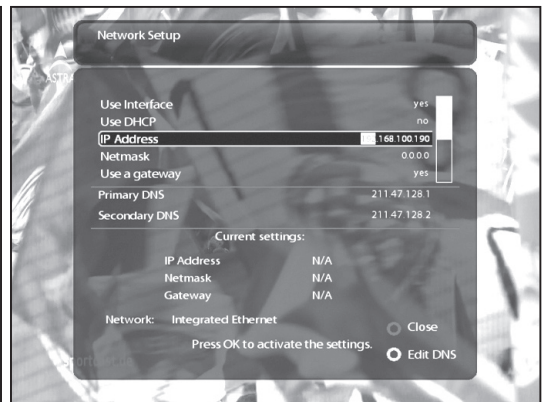 Network Setup
ASTRA
Use Interface yes
Use DHCP no
IP Address .168.100.190
Netmask 0.0.0.0
Use a gateway yes
Primary DNS 211 47.128.1
Secondary DNS 211 47 128 2
Current settings:
IP Address N/A
Netmask N/A
Gateway N/A
Network: Integrated Ethernet
Close
Press OK to activate the settings.
Edit DNS